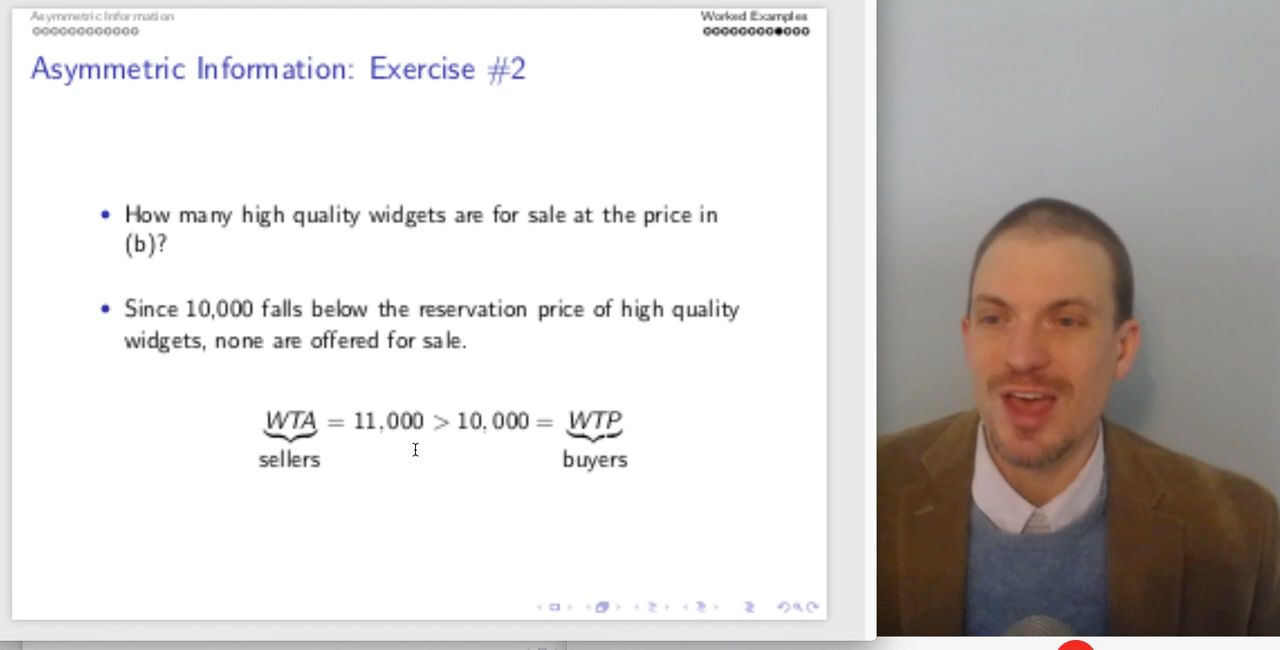 Asymmetric Information
Worked Examples
Asymmetric Information: Exercise #2
• How many high quality widgets are for sale at the price in
(b)?
• Since 10,000 falls below the reservation price of high quality
widgets, none are offered for sale.
WTA = 11,000 > 10,000 = WTP
sellers buyers